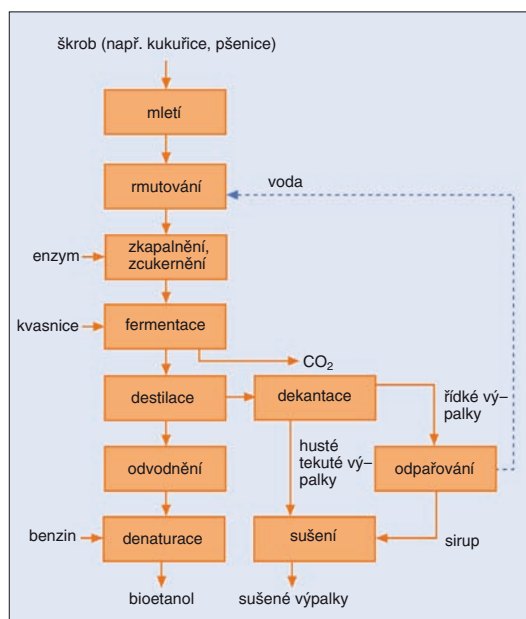 škrob (např. kukuřice, pšenice)
mletí
rmutování
voda
enzym
zkapalnění,
zcukernění
kvasnice
fermentace
CO₂
destilace
dekantace
řídké vý–
palky
husté
tekuté vý–
palky
odvodnění
odpařování
benzin
denaturace
sušení
sirup
bioetanol
sušené výpalky